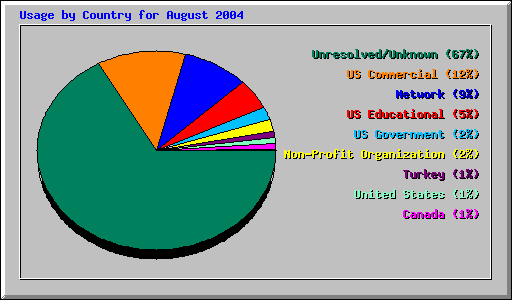 Usage by Country for August 2004
Unresolved/Unknown (67%)
US Commercial (12%)
Network (9%)
US Educational (5%)
US Government (2%)
Non-Profit Organization (2%)
Turkey (1%)
United States (1%)
Canada (1%)